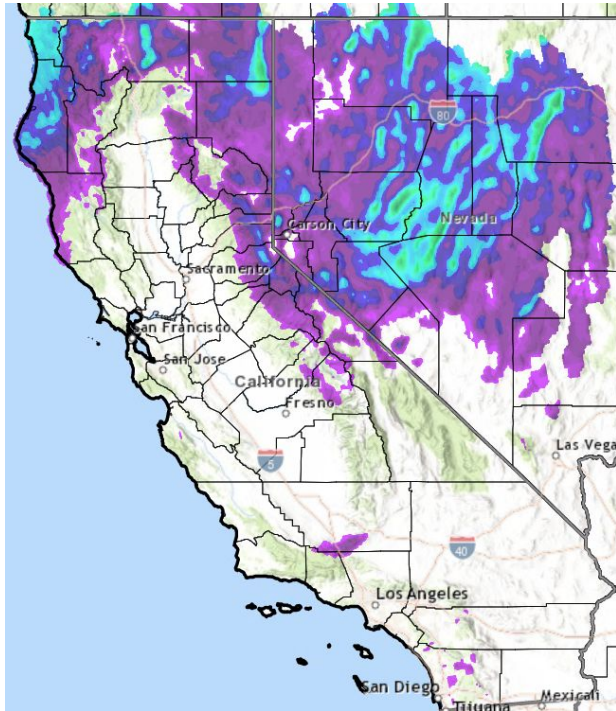 80
Nevada
Carson City
Sacramento
San Francisco
San Jose
California
Fresno
5
Las Vega
40
Los Angeles
San Diego
Mexicali
Tijuana